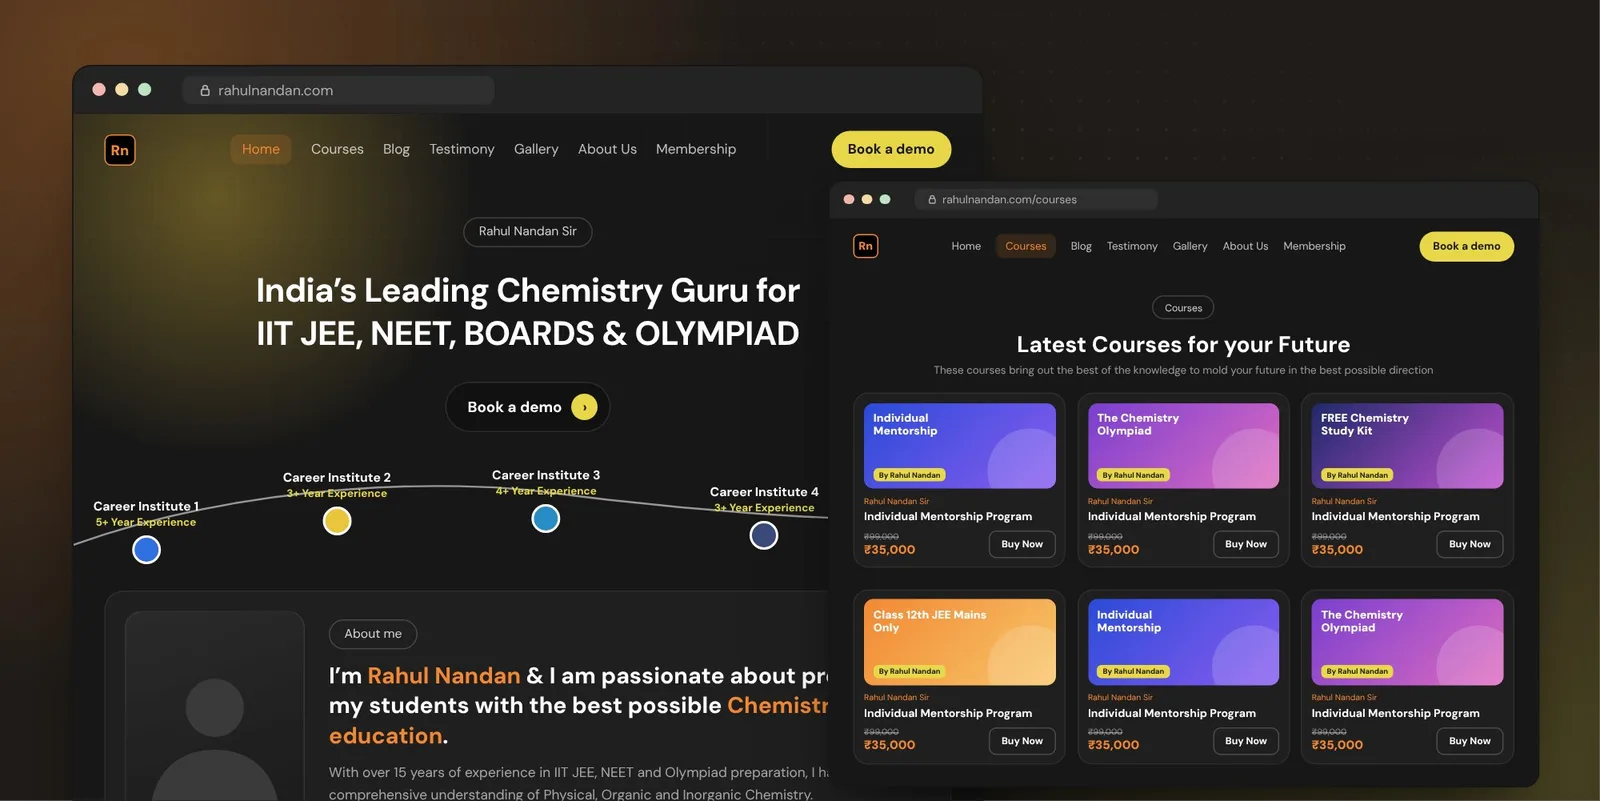 rahulnandan.com
Rn
Home Courses Blog Testimony Gallery About Us Membership
Book a demo
Rahul Nandan Sir
India's Leading Chemistry Guru for
IIT JEE, NEET, BOARDS & OLYMPIAD
Book a demo
Career Institute 1
5+ Year Experience
Career Institute 2
3+ Year Experience
Career Institute 3
4+ Year Experience
Career Institute 4
3+ Year Experience
About me
I'm Rahul Nandan & I am passionate about
my students with the best possible
education.
With over 15 years of experience in IIT JEE, NEET and Olympiad preparation, I
comprehensive understanding of Physical, Organic and Inorganic Chemistry.
rahulnandan.com/courses
Rn
Home Courses Blog Testimony Gallery About Us Membership
Book a demo
Courses
Latest Courses for your Future
These courses bring out the best of the knowledge to mold your future in the best possible direction
Individual
Mentorship
By Rahul Nandan
Rahul Nandan Sir
Individual Mentorship Program
₹99,000
₹35,000
Buy Now
The Chemistry
Olympiad
By Rahul Nandan
Rahul Nandan Sir
Individual Mentorship Program
₹99,000
₹35,000
Buy Now
FREE Chemistry
Study Kit
By Rahul Nandan
Rahul Nandan Sir
Individual Mentorship Program
₹99,000
₹35,000
Buy Now
Class 12th JEE Mains
Only
By Rahul Nandan
Rahul Nandan Sir
Individual Mentorship Program
₹99,000
₹35,000
Buy Now
Individual
Mentorship
By Rahul Nandan
Rahul Nandan Sir
Individual Mentorship Program
₹99,000
₹35,000
Buy Now
The Chemistry
Olympiad
By Rahul Nandan
Rahul Nandan Sir
Individual Mentorship Program
₹99,000
₹35,000
Buy Now